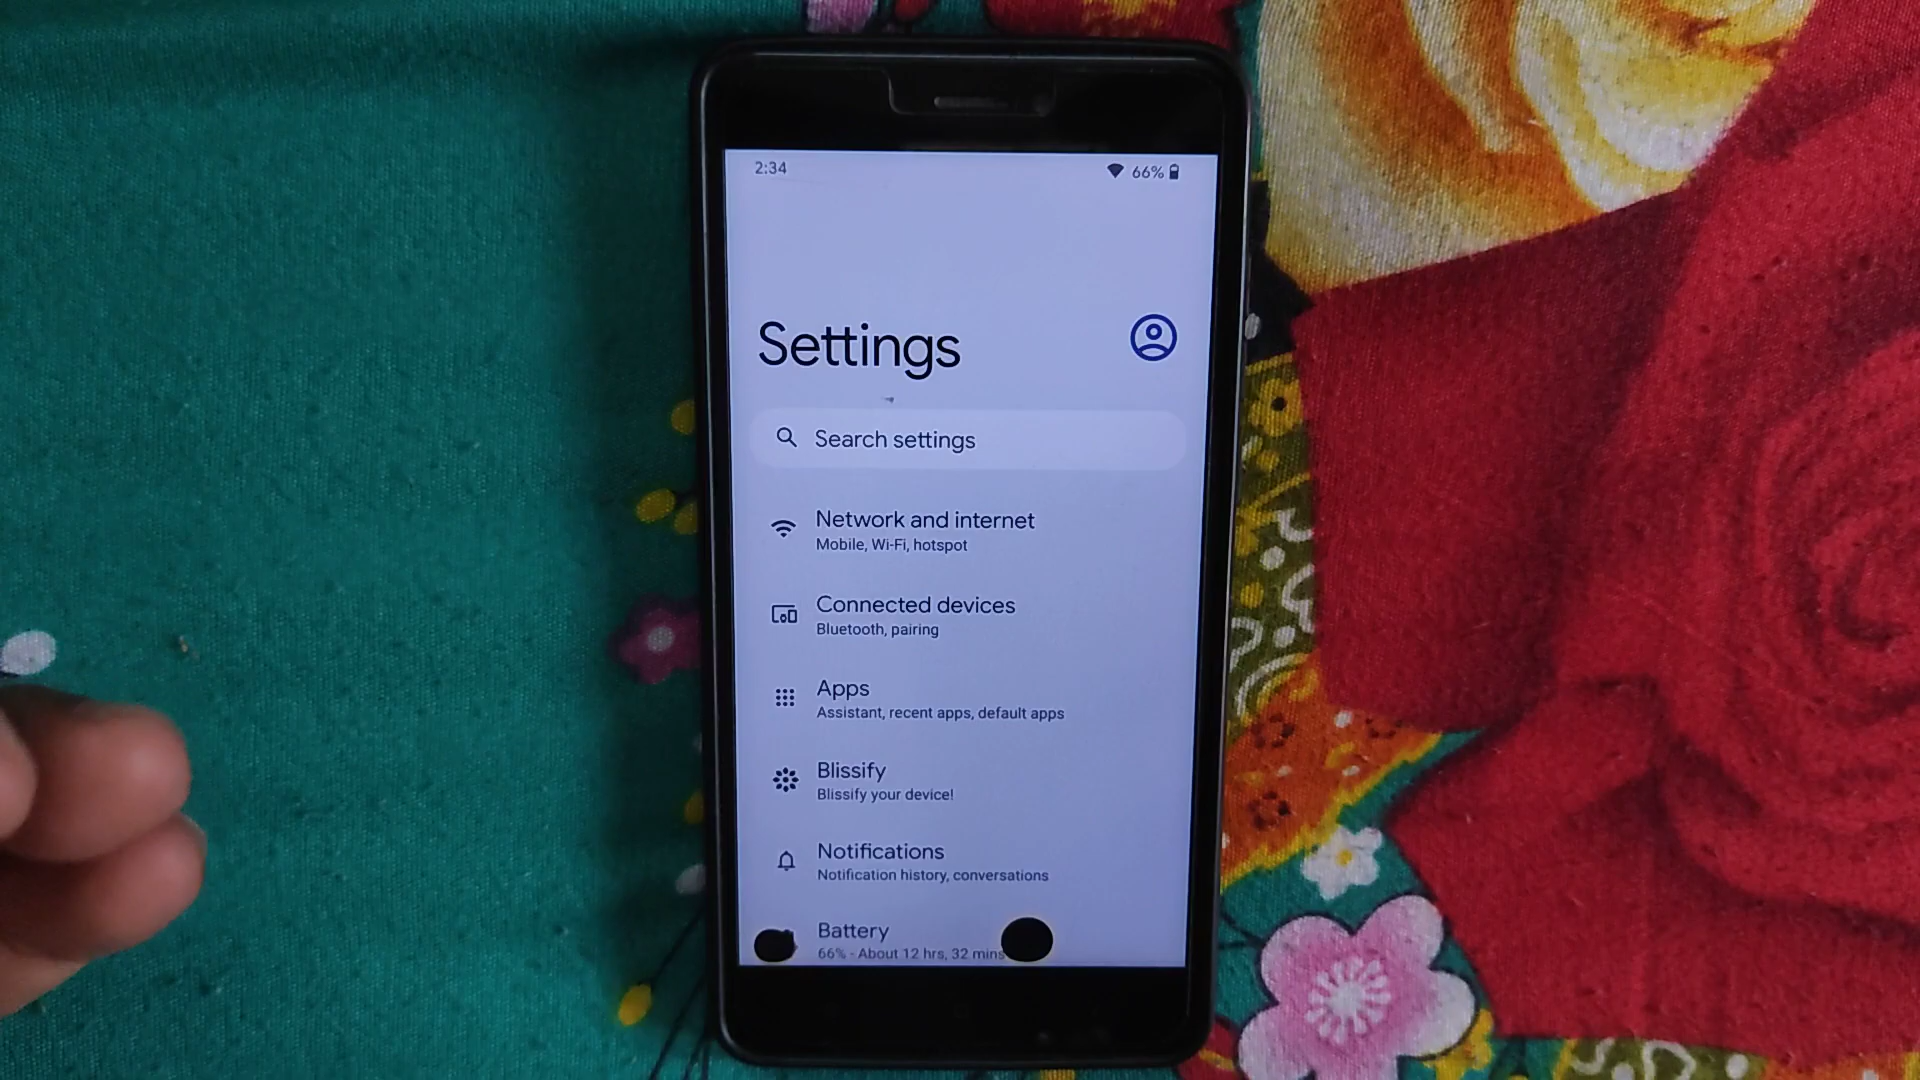 2:34
66%
Settings
Search settings
Network and internet
Mobile, Wi-Fi, hotspot
Connected devices
Bluetooth, pairing
Apps
Assistant, recent apps, default apps
Blissify
Blissify your device!
Notifications
Notification history, conversations
Battery
66% - About 12 hrs, 32 mins